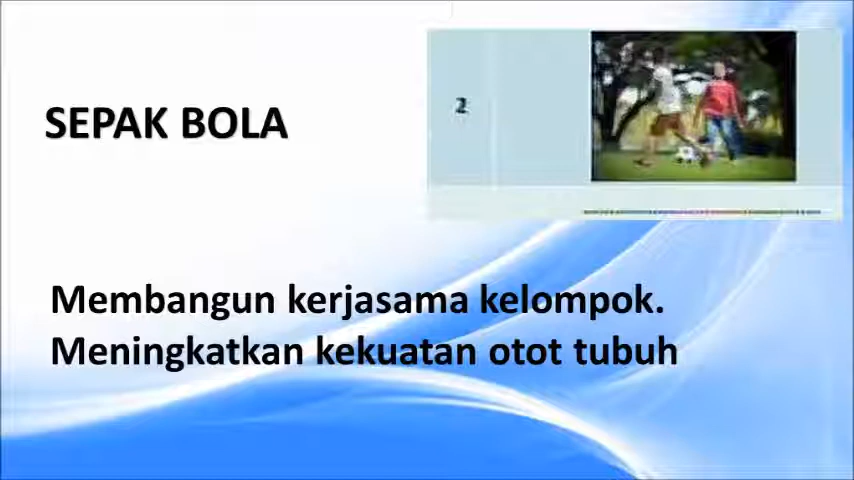 2
SEPAK BOLA
Membangun kerjasama kelompok.
Meningkatkan kekuatan otot tubuh